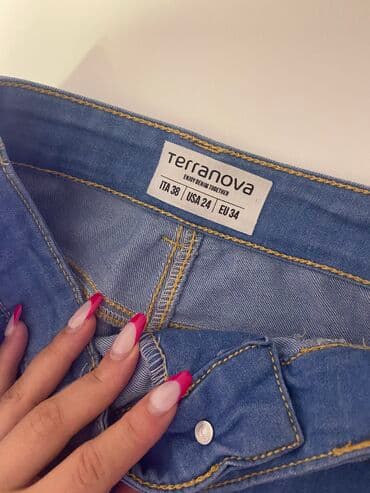 Terranova
ENJOY DENIM TOGETHER
ITA 38 | USA 24 | EU 34